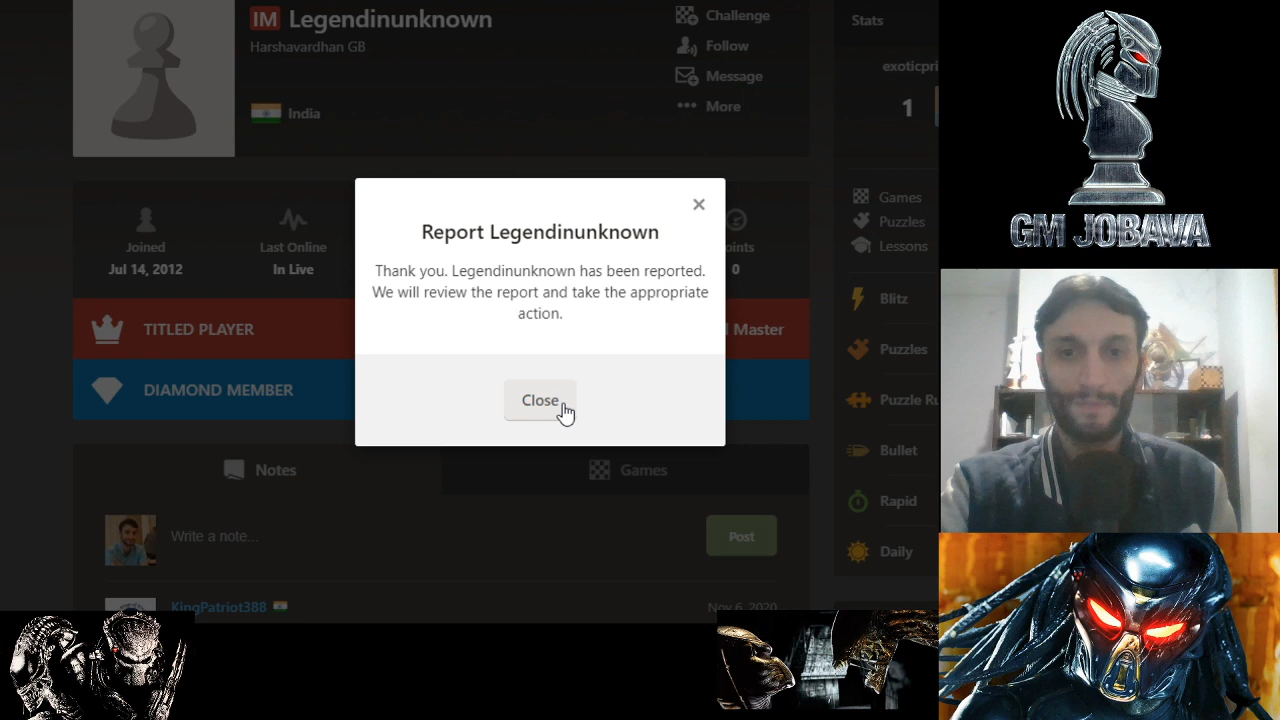 IM Legendinunknown
Harshavardhan GB
India
Challenge
Follow
Message
More
Stats
exoticpri
1
Joined
Jul 14, 2012
Last Online
In Live
oints
0
TITLED PLAYER
l Master
DIAMOND MEMBER
Report Legendinunknown
Thank you. Legendinunknown has been reported.
We will review the report and take the appropriate
action.
Close
Notes
Games
Write a note...
Post
KingPatriot388
Nov 6, 2020
Games
Puzzles
Lessons
Blitz
Puzzles
Puzzle Ru
Bullet
Rapid
Daily
GM JOBAVA